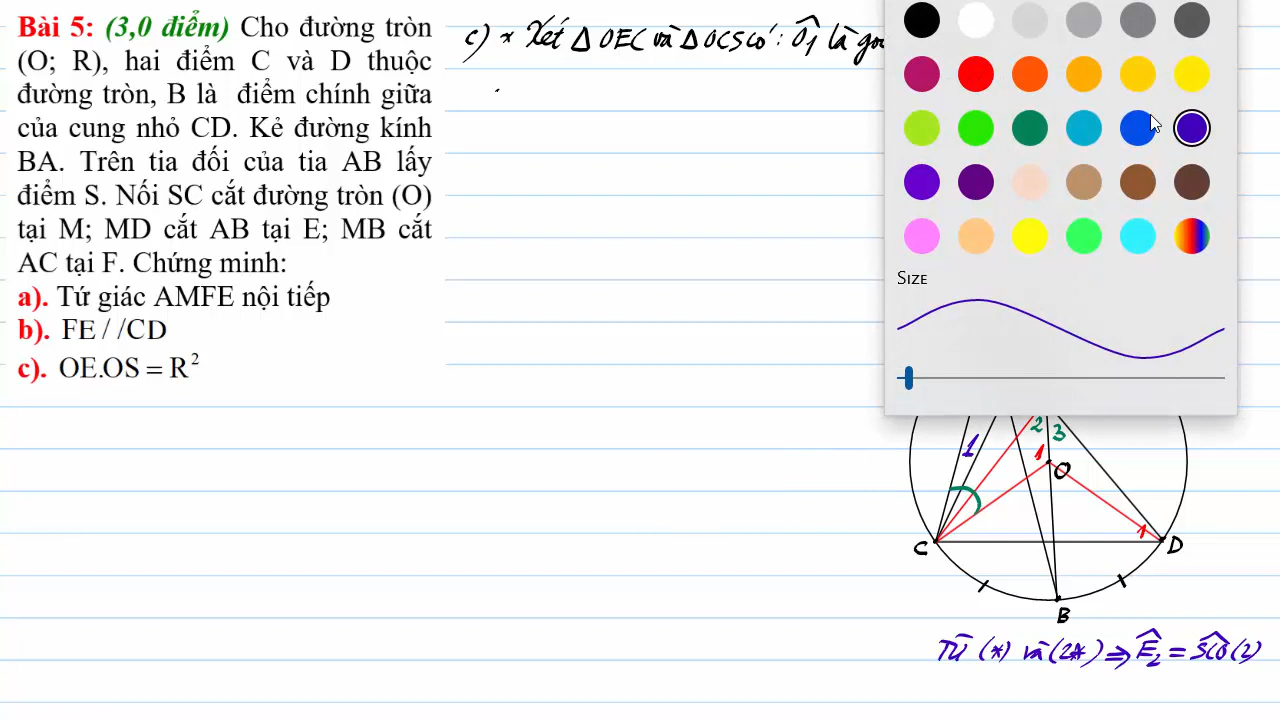 Bài 5: (3,0 điểm) Cho đường tròn
(O; R), hai điểm C và D thuộc
đường tròn, B là điểm chính giữa
của cung nhỏ CD. Kẻ đường kính
BA. Trên tia đối của tia AB lấy
điểm S. Nối SC cắt đường tròn (O)
tại M; MD cắt AB tại E; MB cắt
AC tại F. Chứng minh:
a). Tứ giác AMFE nội tiếp
b). FE//CD
c). OE.OS = R²
c) * Xét Δ OEC và Δ OCS có: Ô₁ là
SIZE
2 3
1
1
O
1
C
D
B
Từ (*) và (2*) ⇒ Ê₂ = SCO (2)